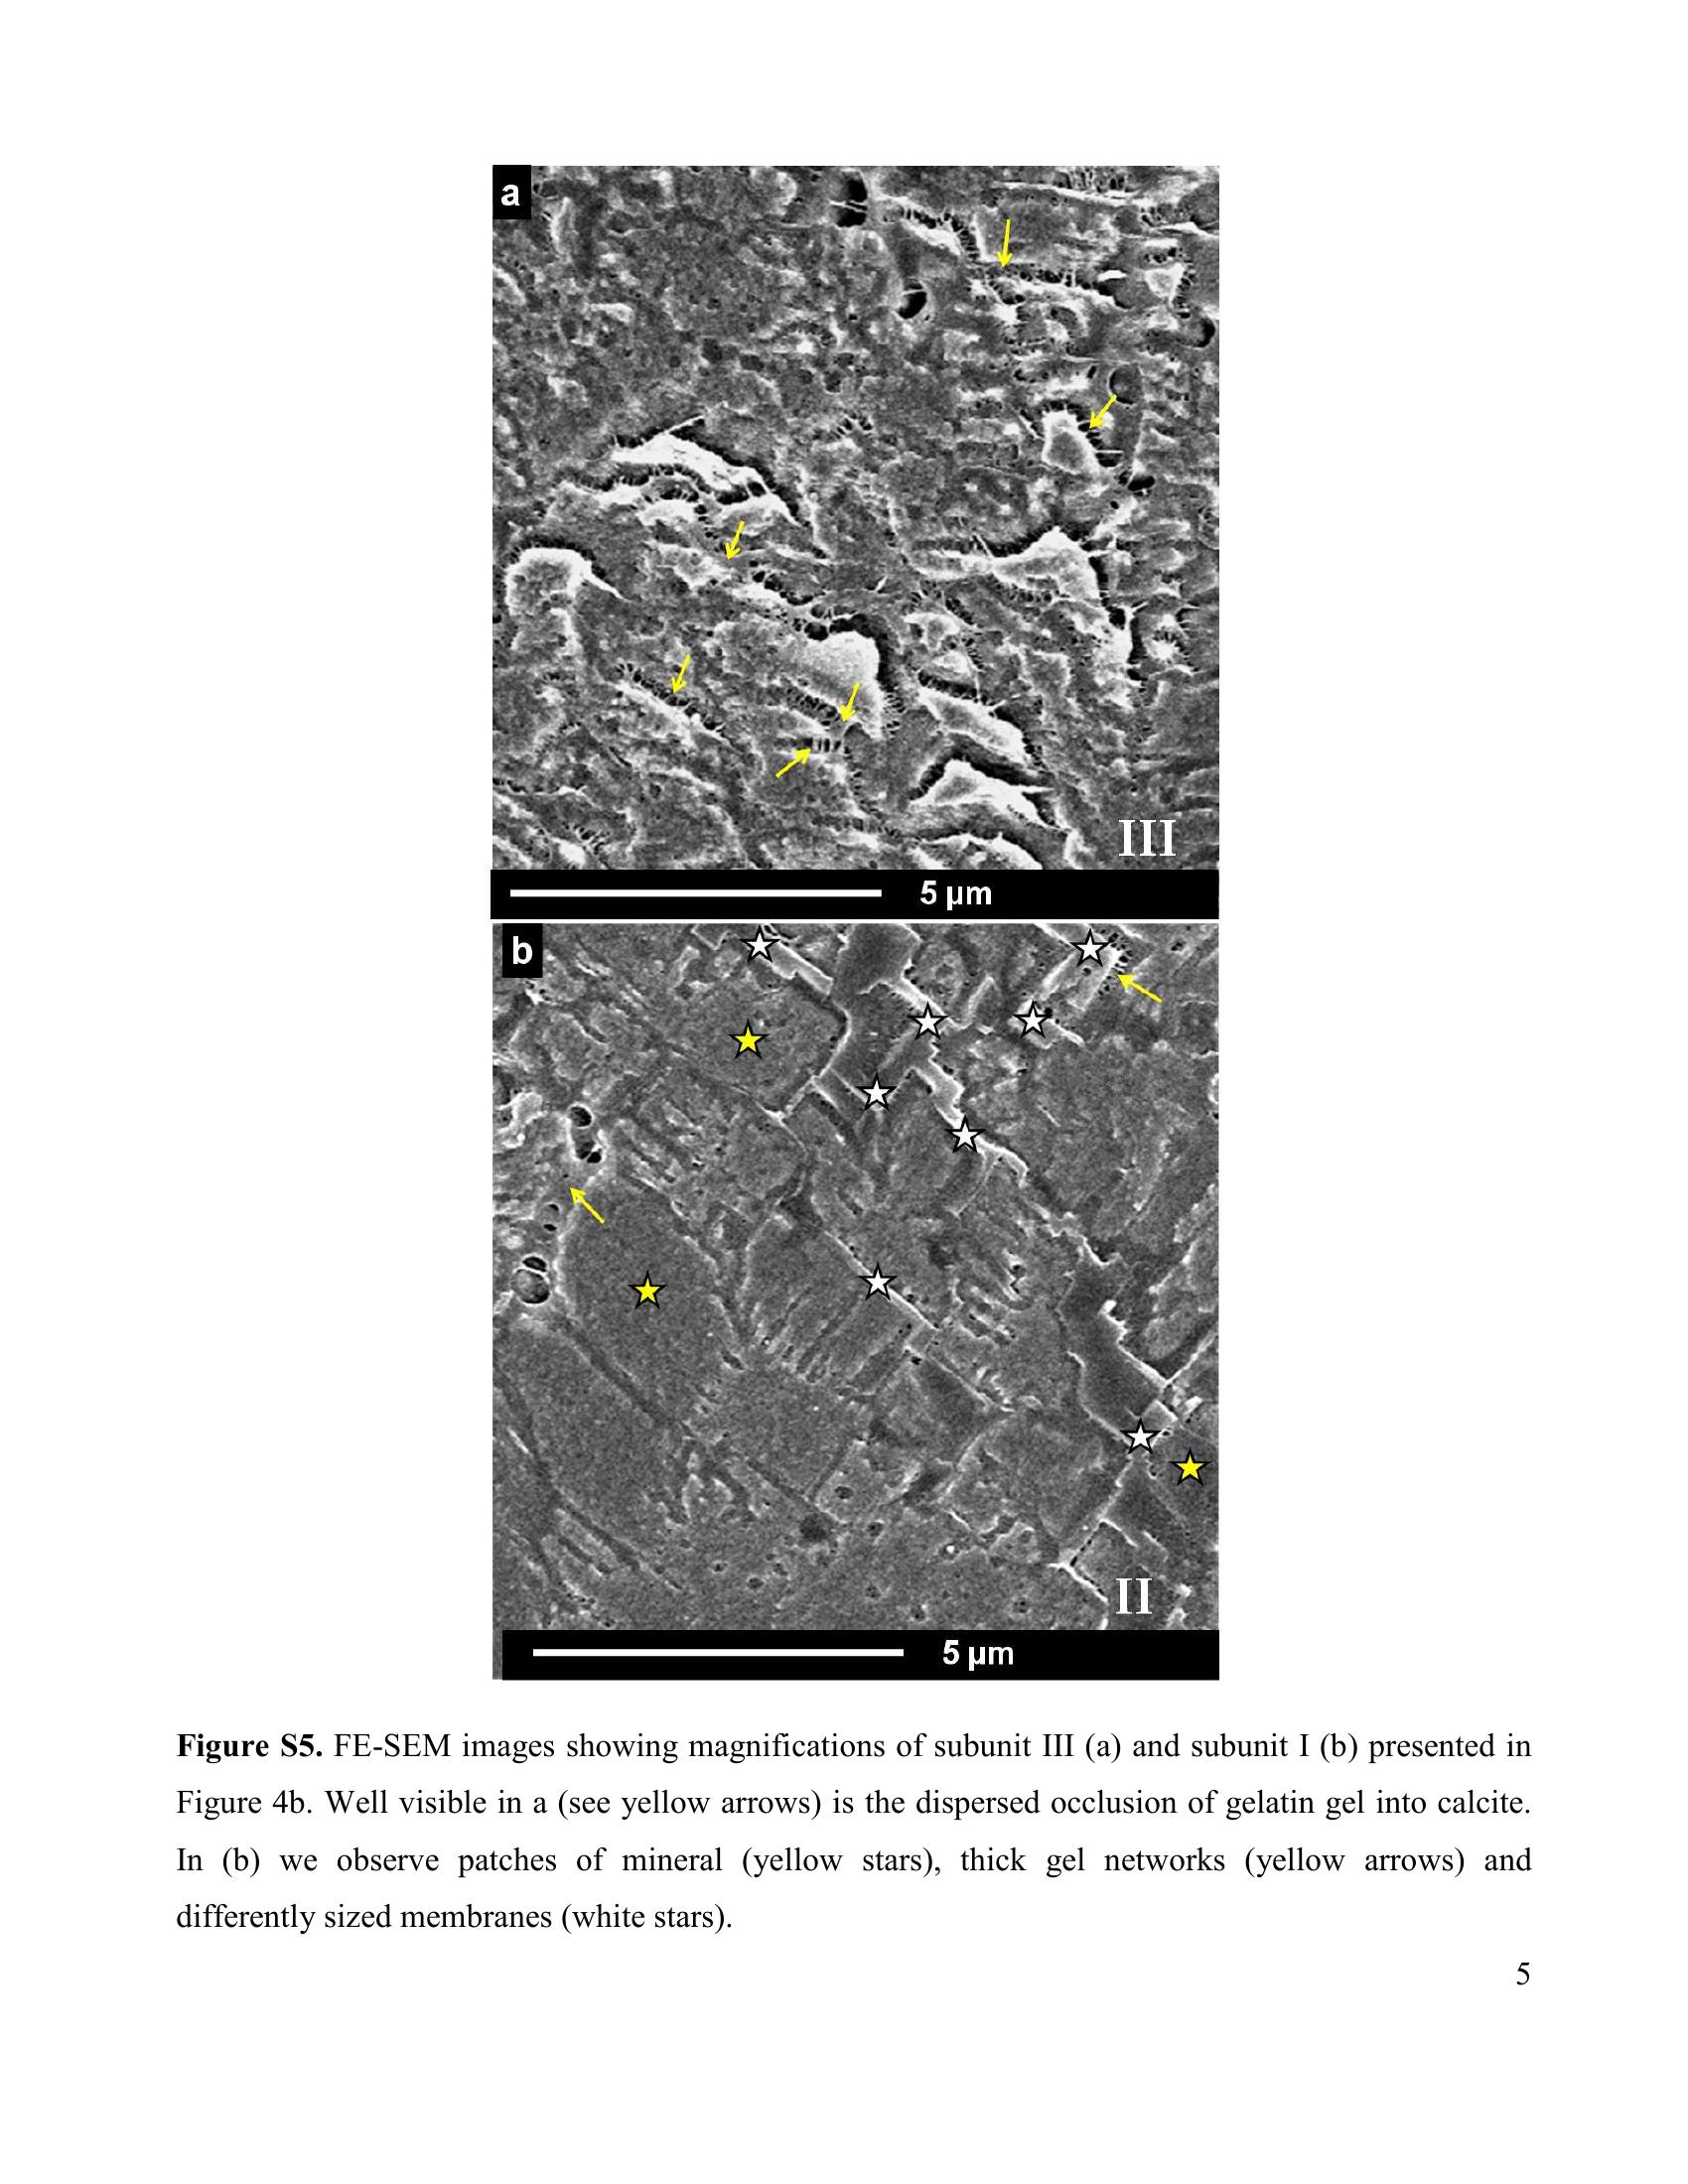 a
III
5 µm
b
II
5 µm
Figure S5. FE-SEM images showing magnifications of subunit III (a) and subunit I (b) presented in
Figure 4b. Well visible in a (see yellow arrows) is the dispersed occlusion of gelatin gel into calcite.
In (b) we observe patches of mineral (yellow stars), thick gel networks (yellow arrows) and
differently sized membranes (white stars).
5